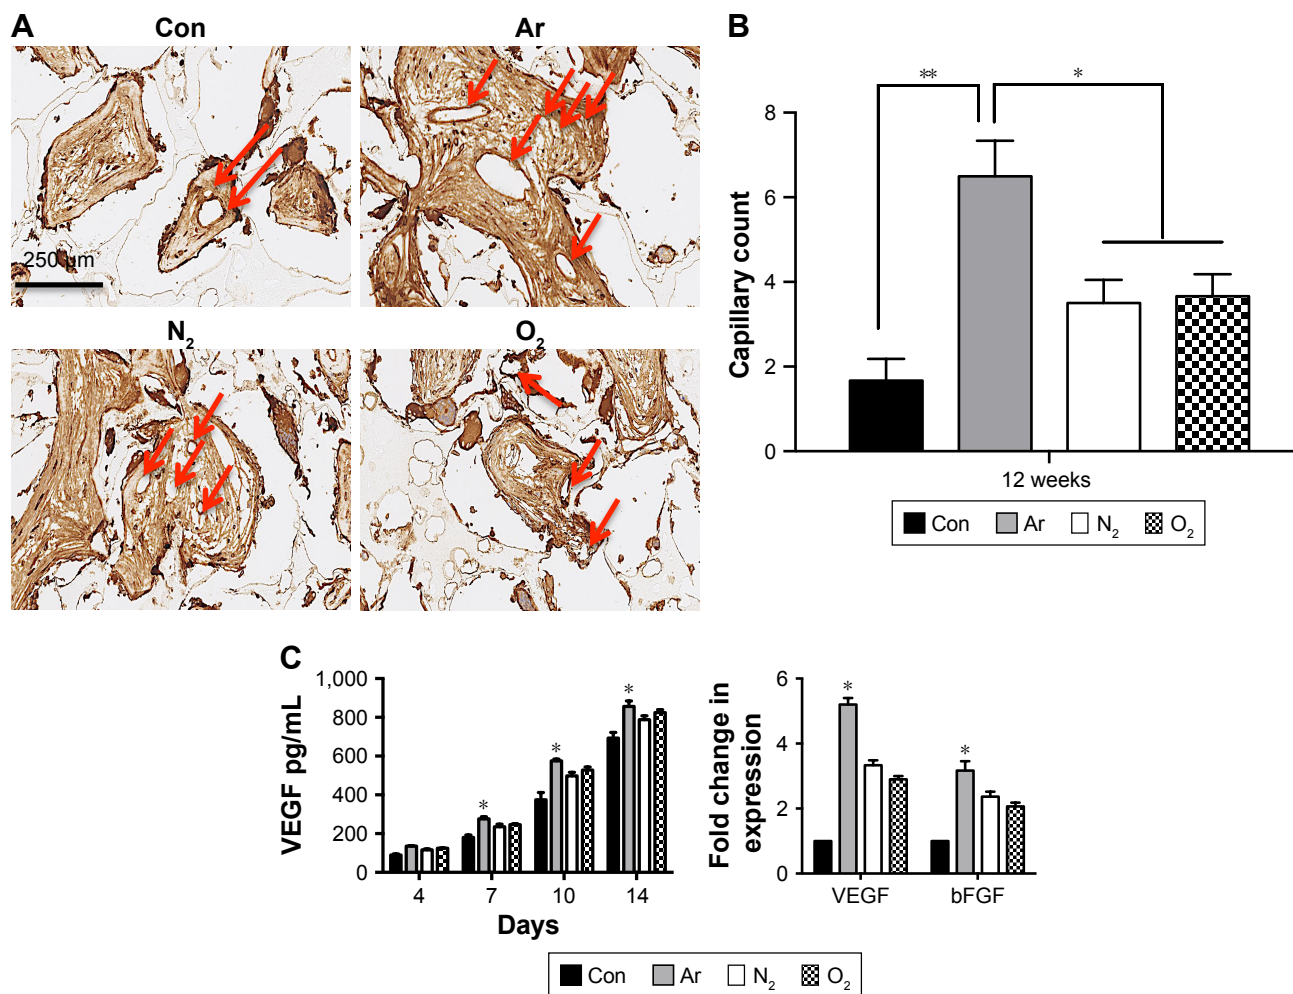 A
Con
Ar
250 µm
N₂
O₂
B
**
*
Capillary count
8
6
4
2
0
12 weeks
Con Ar N₂ O₂
C
VEGF pg/mL
1,000
800
600
400
200
0
*
*
*
4 7 10 14
Days
Fold change in
expression
6
4
2
0
*
*
VEGF bFGF
Con Ar N₂ O₂